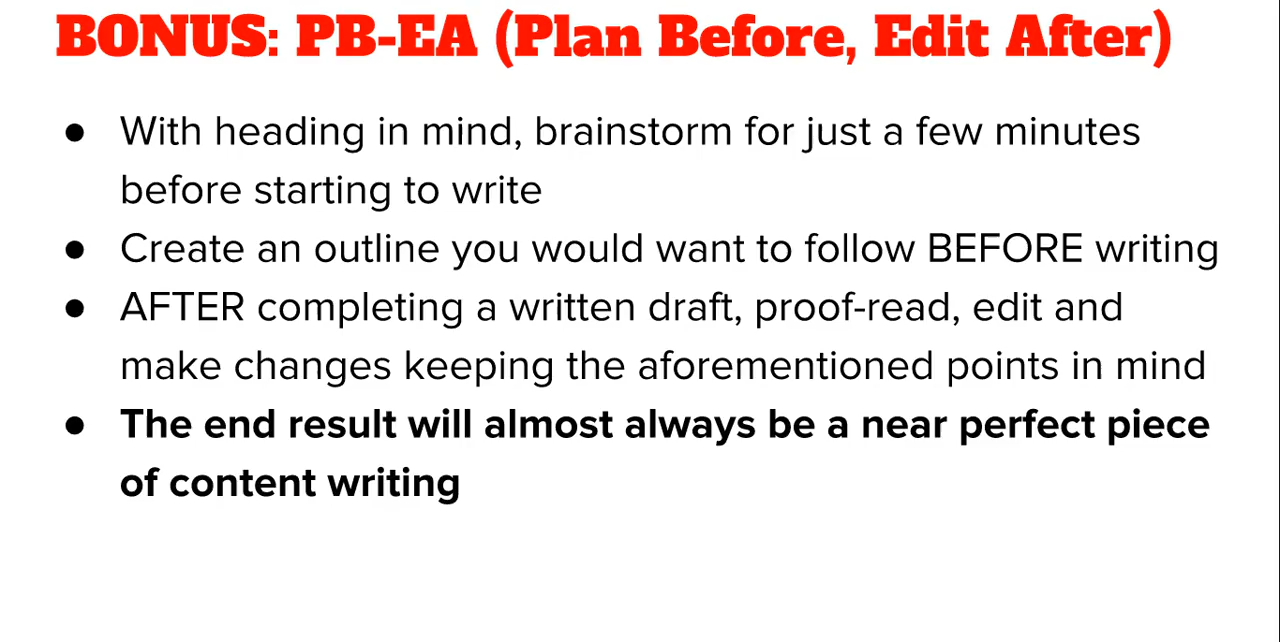 BONUS: PB-EA (Plan Before, Edit After)
● With heading in mind, brainstorm for just a few minutes
before starting to write
● Create an outline you would want to follow BEFORE writing
● AFTER completing a written draft, proof-read, edit and
make changes keeping the aforementioned points in mind
● The end result will almost always be a near perfect piece
of content writing